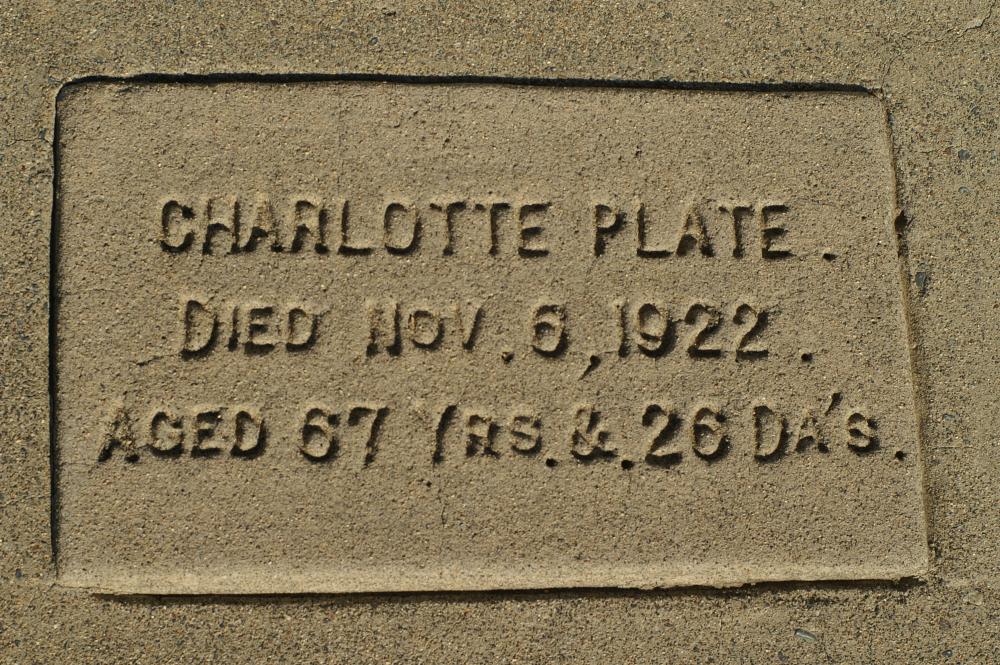 CHARLOTTE PLATE.
DIED NOV. 6, 1922.
AGED 67 YRS. & 26 DA'S.